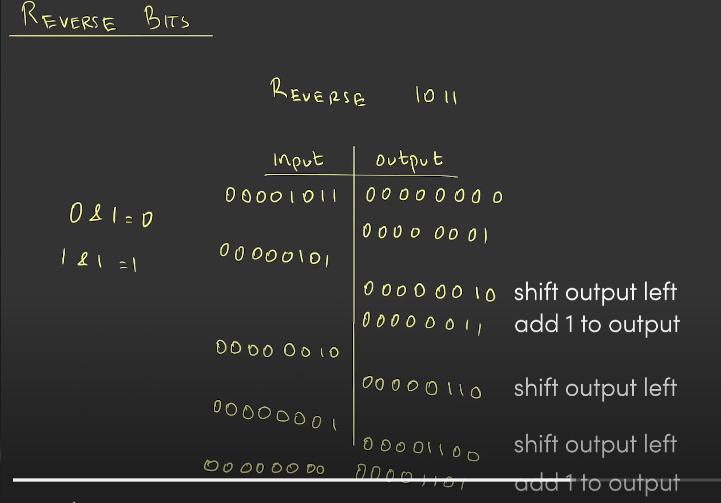 REVERSE BITS
REVERSE 1011
Input output
00001011 00000000
0 & 1 = 0
0000 0001
1 & 1 = 1
00000101
00000010 shift output left
00000011 add 1 to output
00000010
00000110 shift output left
00000001
00001100 shift output left
00000000 00001101 add 1 to output